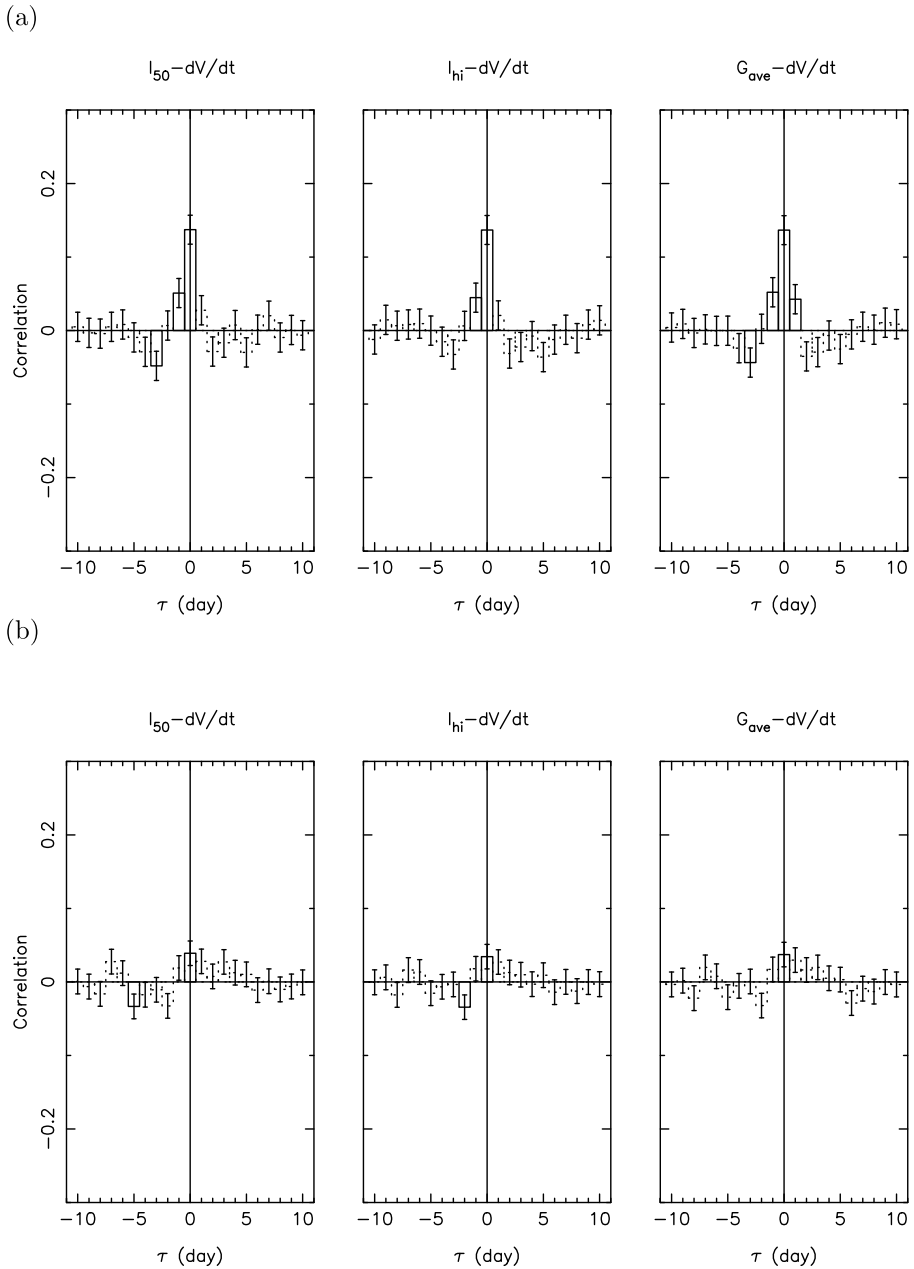 (a)
I50−dV/dt Ihi−dV/dt Gave−dV/dt
0.2
0
−0.2
Correlation
−10 −5 0 5 10 −10 −5 0 5 10 −10 −5 0 5 10
τ (day) τ (day) τ (day)
(b)
I50−dV/dt Ihi−dV/dt Gave−dV/dt
0.2
0
−0.2
Correlation
−10 −5 0 5 10 −10 −5 0 5 10 −10 −5 0 5 10
τ (day) τ (day) τ (day)